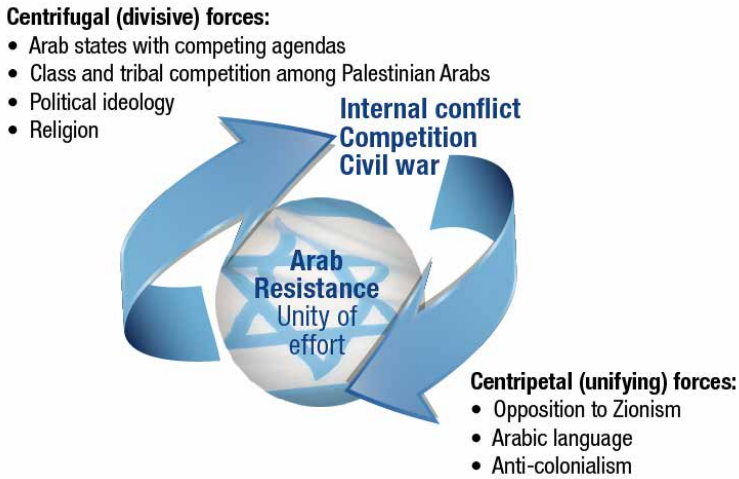 Centrifugal (divisive) forces:
• Arab states with competing agendas
• Class and tribal competition among Palestinian Arabs
• Political ideology
• Religion
Internal conflict
Competition
Civil war
Arab
Resistance
Unity of
effort
Centripetal (unifying) forces:
• Opposition to Zionism
• Arabic language
• Anti-colonialism